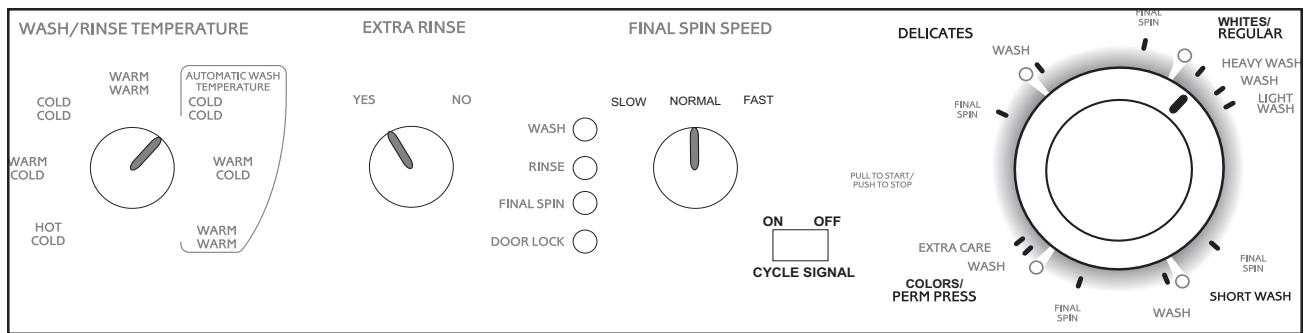 WASH/RINSE TEMPERATURE
WARM
WARM
AUTOMATIC WASH
TEMPERATURE
COLD
COLD
COLD
COLD
WARM
COLD
WARM
COLD
HOT
COLD
WARM
WARM
EXTRA RINSE
YES
NO
WASH
RINSE
FINAL SPIN
DOOR LOCK
FINAL SPIN SPEED
SLOW
NORMAL
FAST
ON
OFF
CYCLE SIGNAL
PULL TO START/
PUSH TO STOP
DELICATES
WASH
FINAL
SPIN
FINAL
SPIN
WHITES/
REGULAR
HEAVY WASH
WASH
LIGHT
WASH
FINAL
SPIN
SHORT WASH
WASH
FINAL
SPIN
EXTRA CARE
WASH
COLORS/
PERM PRESS